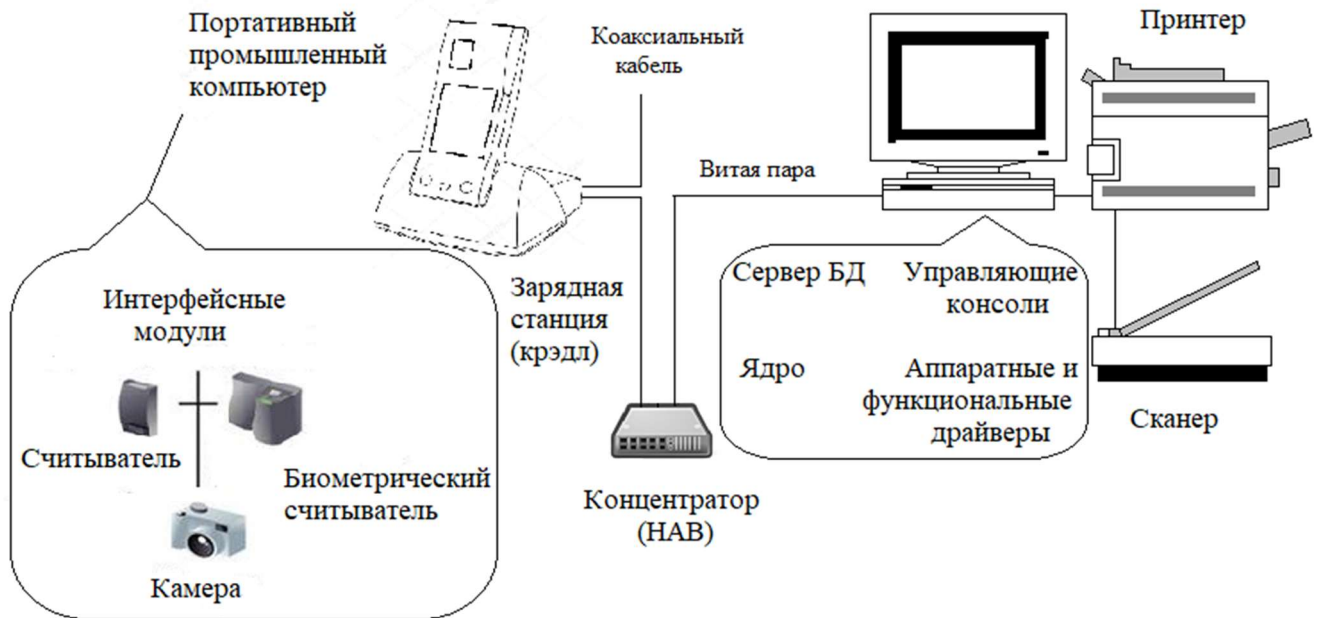 Портативный
промышленный
компьютер
Коаксиальный
кабель
Принтер
Витая пара
Зарядная
станция
(крэдл)
Сервер БД
Управляющие
консоли
Ядро
Аппаратные и
функциональные
драйверы
Сканер
Интерфейсные
модули
Считыватель
Биометрический
считыватель
Камера
Концентратор
(HAB)